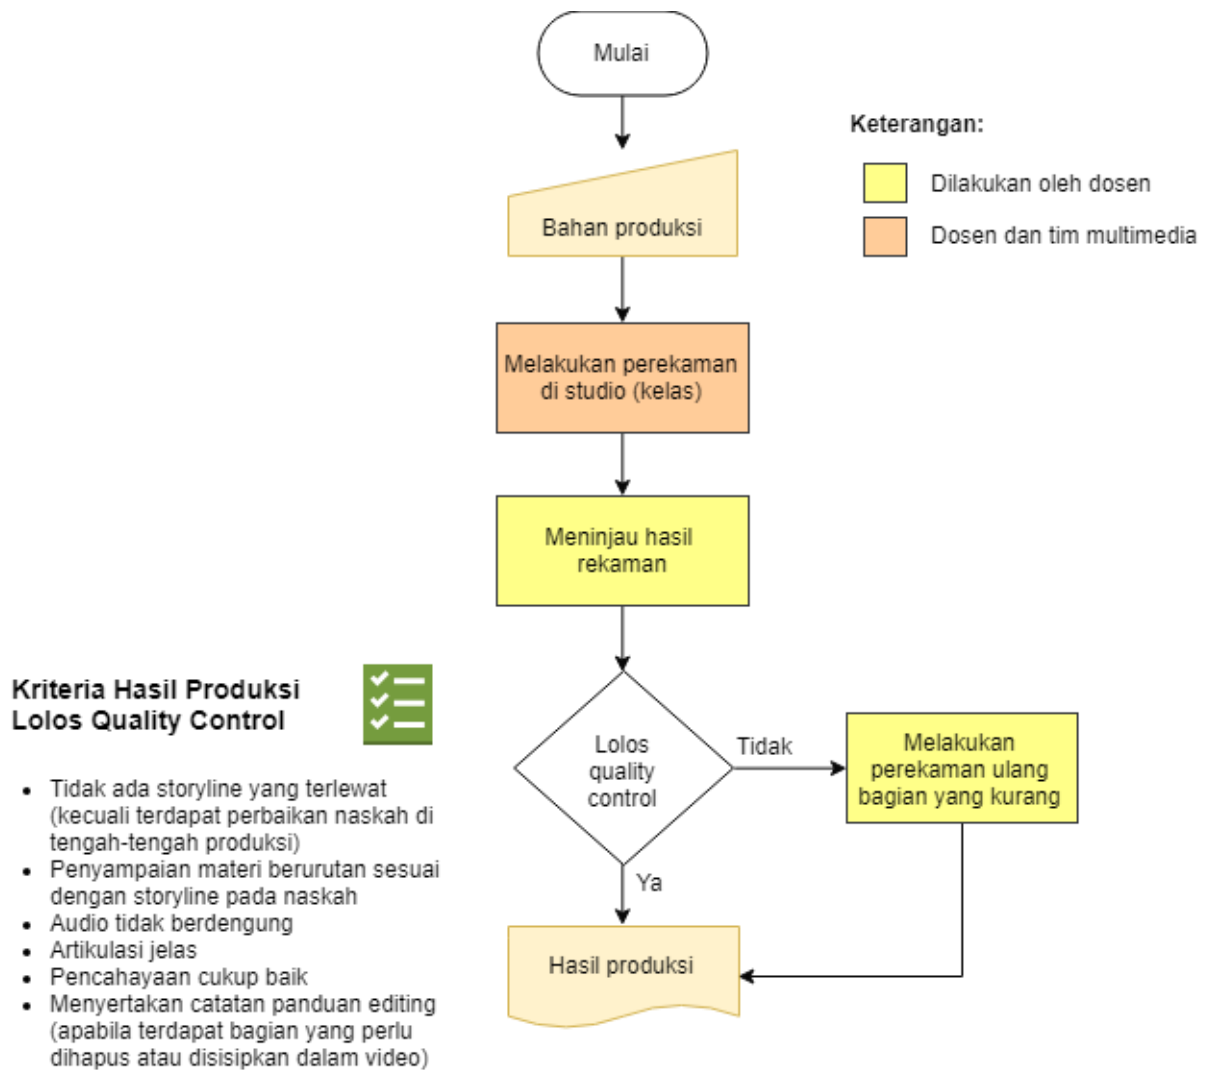 Mulai
Keterangan:
Dilakukan oleh dosen
Dosen dan tim multimedia
Bahan produksi
Melakukan perekaman
di studio (kelas)
Meninjau hasil
rekaman
Lolos
quality
control
Tidak
Melakukan
perekaman ulang
bagian yang kurang
Ya
Hasil produksi
Kriteria Hasil Produksi
Lolos Quality Control
• Tidak ada storyline yang terlewat
(kecuali terdapat perbaikan naskah di
tengah-tengah produksi)
• Penyampaian materi berurutan sesuai
dengan storyline pada naskah
• Audio tidak berdengung
• Artikulasi jelas
• Pencahayaan cukup baik
• Menyertakan catatan panduan editing
(apabila terdapat bagian yang perlu
dihapus atau disisipkan dalam video)